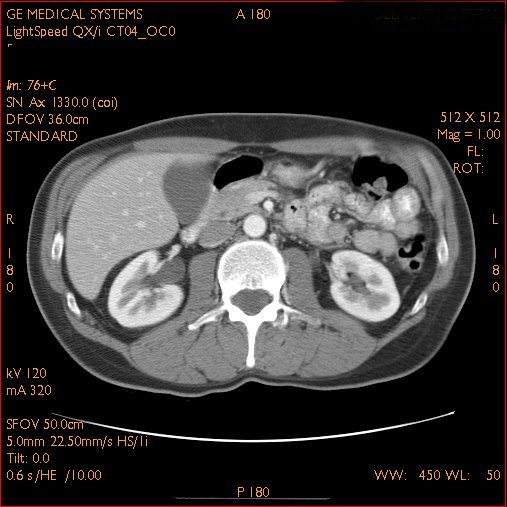 GE MEDICAL SYSTEMS
LightSpeed QX/i CT04_OC0
Im: 76+C
SN Ax 1330.0 (coi)
DFOV 36.0cm
STANDARD
A 180
512 X 512
Mag = 1.00
FL:
ROT:
R
1
8
0
L
1
8
0
kV 120
mA 320
SFOV 50.0cm
5.0mm 22.50mm/s HS/1i
Tilt: 0.0
0.6 s/HE /10.00
P 180
WW: 450 WL: 50